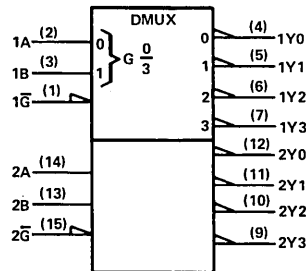 DMUX
1A (2) 0 } G 0/3 0 (4) 1Y0
1B (3) 1 1 (5) 1Y1
1G̅ (1) 2 (6) 1Y2
3 (7) 1Y3
(12) 2Y0
2A (14) (11) 2Y1
2B (13) (10) 2Y2
2G̅ (15) (9) 2Y3